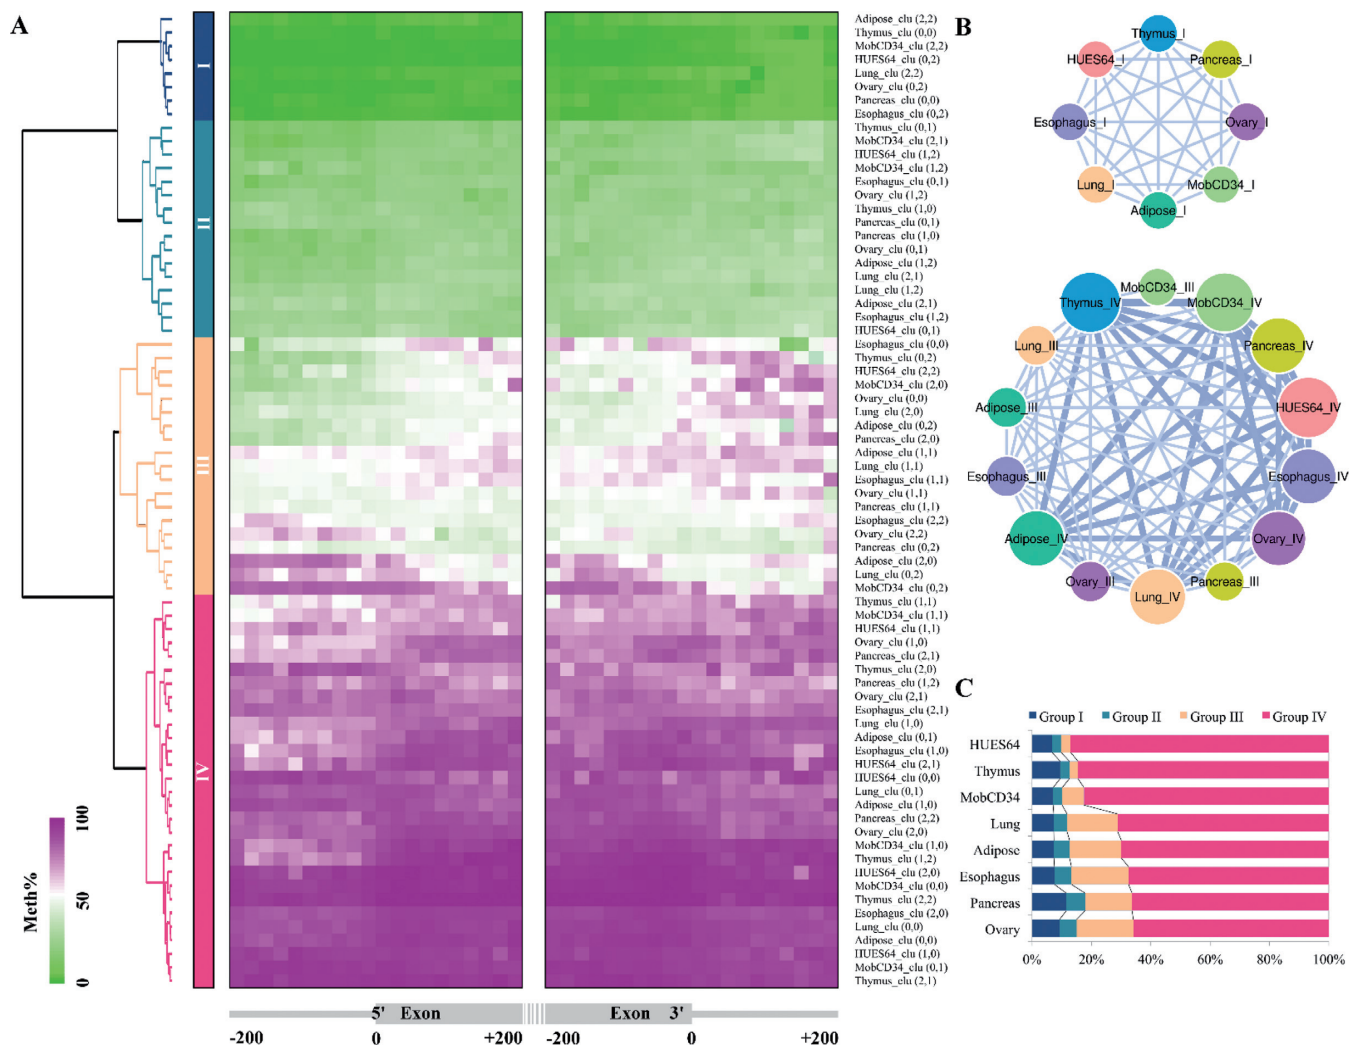 A
I
II
III
IV
Meth%
100
50
0
Adipose_clu (2,2)
Thymus_clu (0,0)
MobCD34_clu (2,2)
HUES64_clu (0,2)
Lung_clu (2,2)
Ovary_clu (0,2)
Pancreas_clu (0,0)
Esophagus_clu (0,2)
Thymus_clu (0,1)
MobCD34_clu (2,1)
HUES64_clu (1,2)
MobCD34_clu (1,2)
Esophagus_clu (0,1)
Ovary_clu (1,2)
Thymus_clu (1,0)
Pancreas_clu (0,1)
Pancreas_clu (1,0)
Ovary_clu (0,1)
Adipose_clu (1,2)
Lung_clu (2,1)
Lung_clu (1,2)
Adipose_clu (2,1)
Esophagus_clu (1,2)
HUES64_clu (0,1)
Esophagus_clu (0,0)
Thymus_clu (0,2)
HUES64_clu (2,2)
MobCD34_clu (2,0)
Ovary_clu (0,0)
Lung_clu (2,0)
Adipose_clu (0,2)
Pancreas_clu (2,0)
Adipose_clu (1,1)
Lung_clu (1,1)
Esophagus_clu (1,1)
Ovary_clu (1,1)
Pancreas_clu (1,1)
Esophagus_clu (2,2)
Ovary_clu (2,2)
Pancreas_clu (0,2)
Adipose_clu (2,0)
Lung_clu (0,2)
MobCD34_clu (0,2)
Thymus_clu (1,1)
MobCD34_clu (1,1)
HUES64_clu (1,1)
Ovary_clu (1,0)
Pancreas_clu (2,1)
Thymus_clu (2,0)
Pancreas_clu (1,2)
Ovary_clu (2,1)
Esophagus_clu (2,1)
Lung_clu (1,0)
Adipose_clu (0,1)
Esophagus_clu (1,0)
HUES64_clu (2,1)
HUES64_clu (0,0)
Lung_clu (0,1)
Adipose_clu (1,0)
Pancreas_clu (2,2)
Ovary_clu (2,0)
MobCD34_clu (1,0)
Thymus_clu (1,2)
HUES64_clu (2,0)
MobCD34_clu (0,0)
Thymus_clu (2,2)
Esophagus_clu (2,0)
Lung_clu (0,0)
Adipose_clu (0,0)
HUES64_clu (1,0)
MobCD34_clu (0,1)
Thymus_clu (2,1)
5' Exon
Exon 3'
-200 0 +200
-200 0 +200
B
Thymus_I
HUES64_I
Pancreas_I
Esophagus_I
Ovary_I
Lung_I
MobCD34_I
Adipose_I
MobCD34_III
Thymus_IV
MobCD34_IV
Lung_III
Pancreas_IV
Adipose_III
HUES64_IV
Esophagus_III
Esophagus_IV
Adipose_IV
Ovary_IV
Ovary_III
Pancreas_III
Lung_IV
C
Group I Group II Group III Group IV
HUES64
Thymus
MobCD34
Lung
Adipose
Esophagus
Pancreas
Ovary
0% 20% 40% 60% 80% 100%